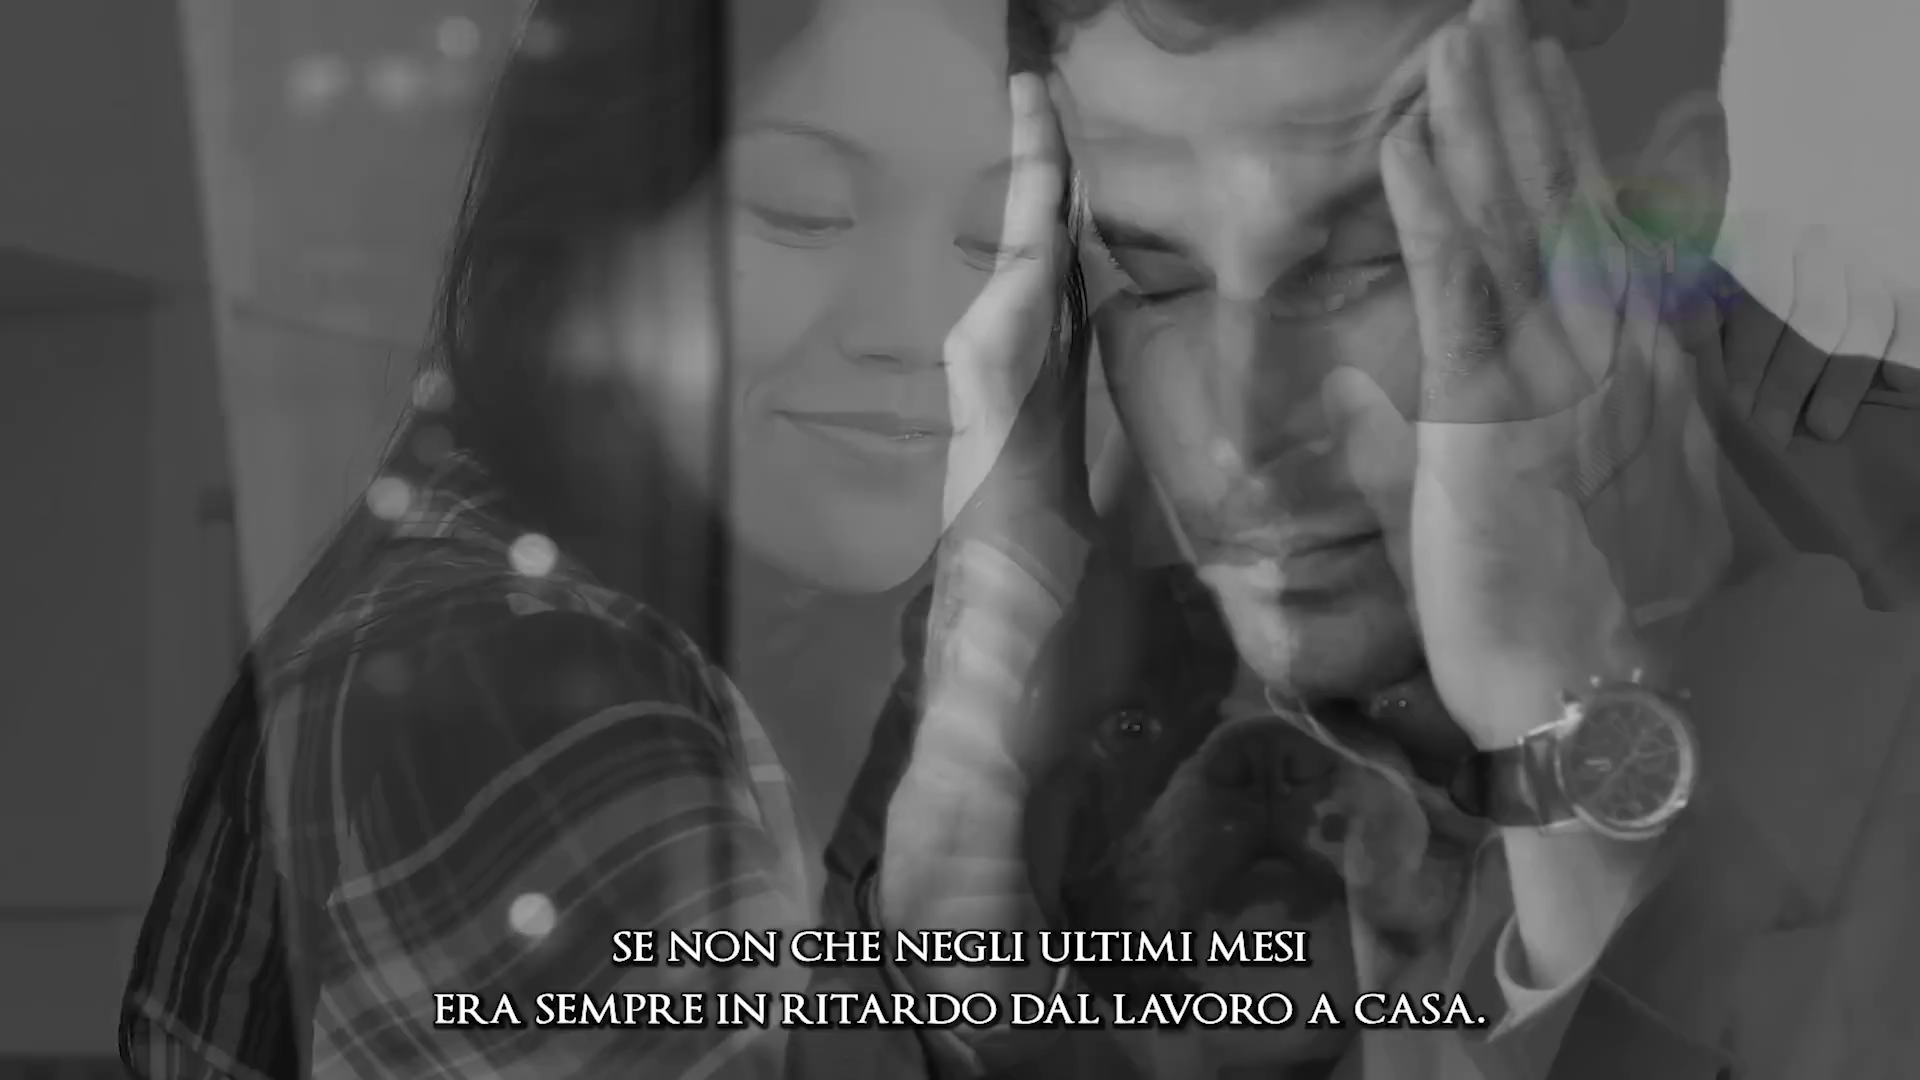 SE NON CHE NEGLI ULTIMI MESI
ERA SEMPRE IN RITARDO DAL LAVORO A CASA.